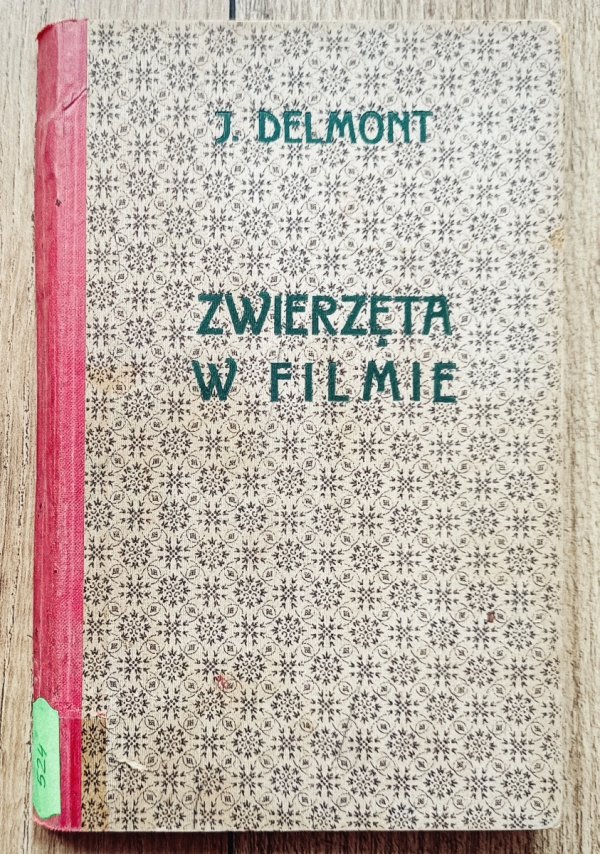 J. DELMONT
ZWIERZĘTA
W FILMIE
524